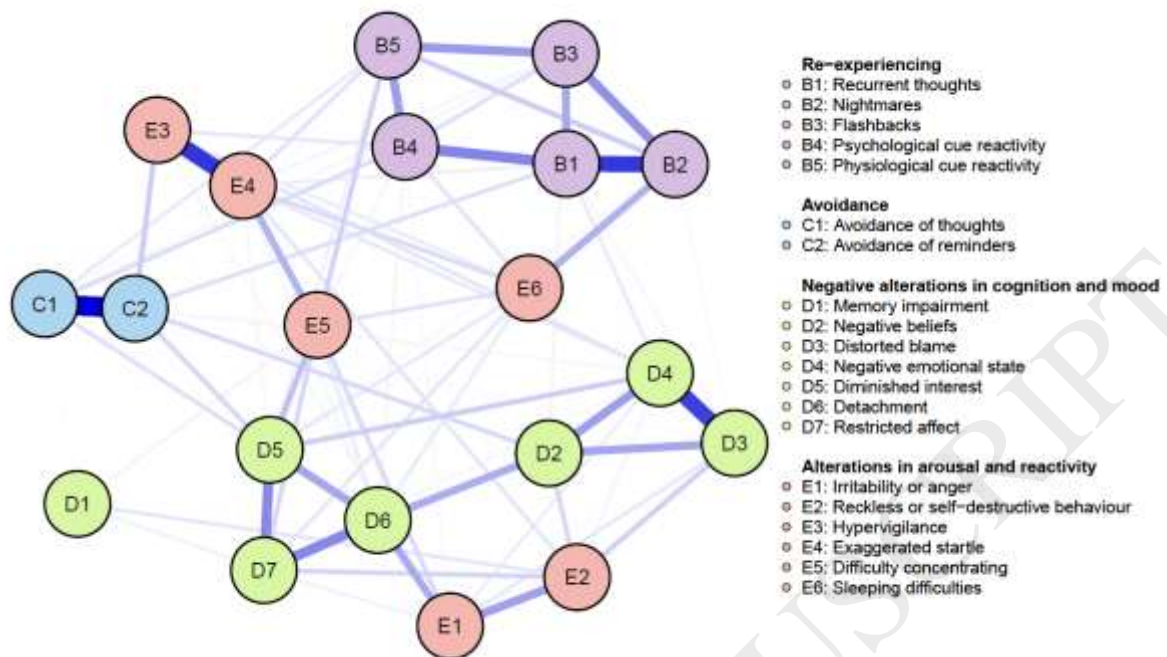 B5
B3
E3
B4
B1
B2
E4
C1
C2
E5
E6
D4
D5
D2
D3
D1
D6
D7
E2
E1
Re-experiencing
B1: Recurrent thoughts
B2: Nightmares
B3: Flashbacks
B4: Psychological cue reactivity
B5: Physiological cue reactivity
Avoidance
C1: Avoidance of thoughts
C2: Avoidance of reminders
Negative alterations in cognition and mood
D1: Memory impairment
D2: Negative beliefs
D3: Distorted blame
D4: Negative emotional state
D5: Diminished interest
D6: Detachment
D7: Restricted affect
Alterations in arousal and reactivity
E1: Irritability or anger
E2: Reckless or self-destructive behaviour
E3: Hypervigilance
E4: Exaggerated startle
E5: Difficulty concentrating
E6: Sleeping difficulties
USCRIPT